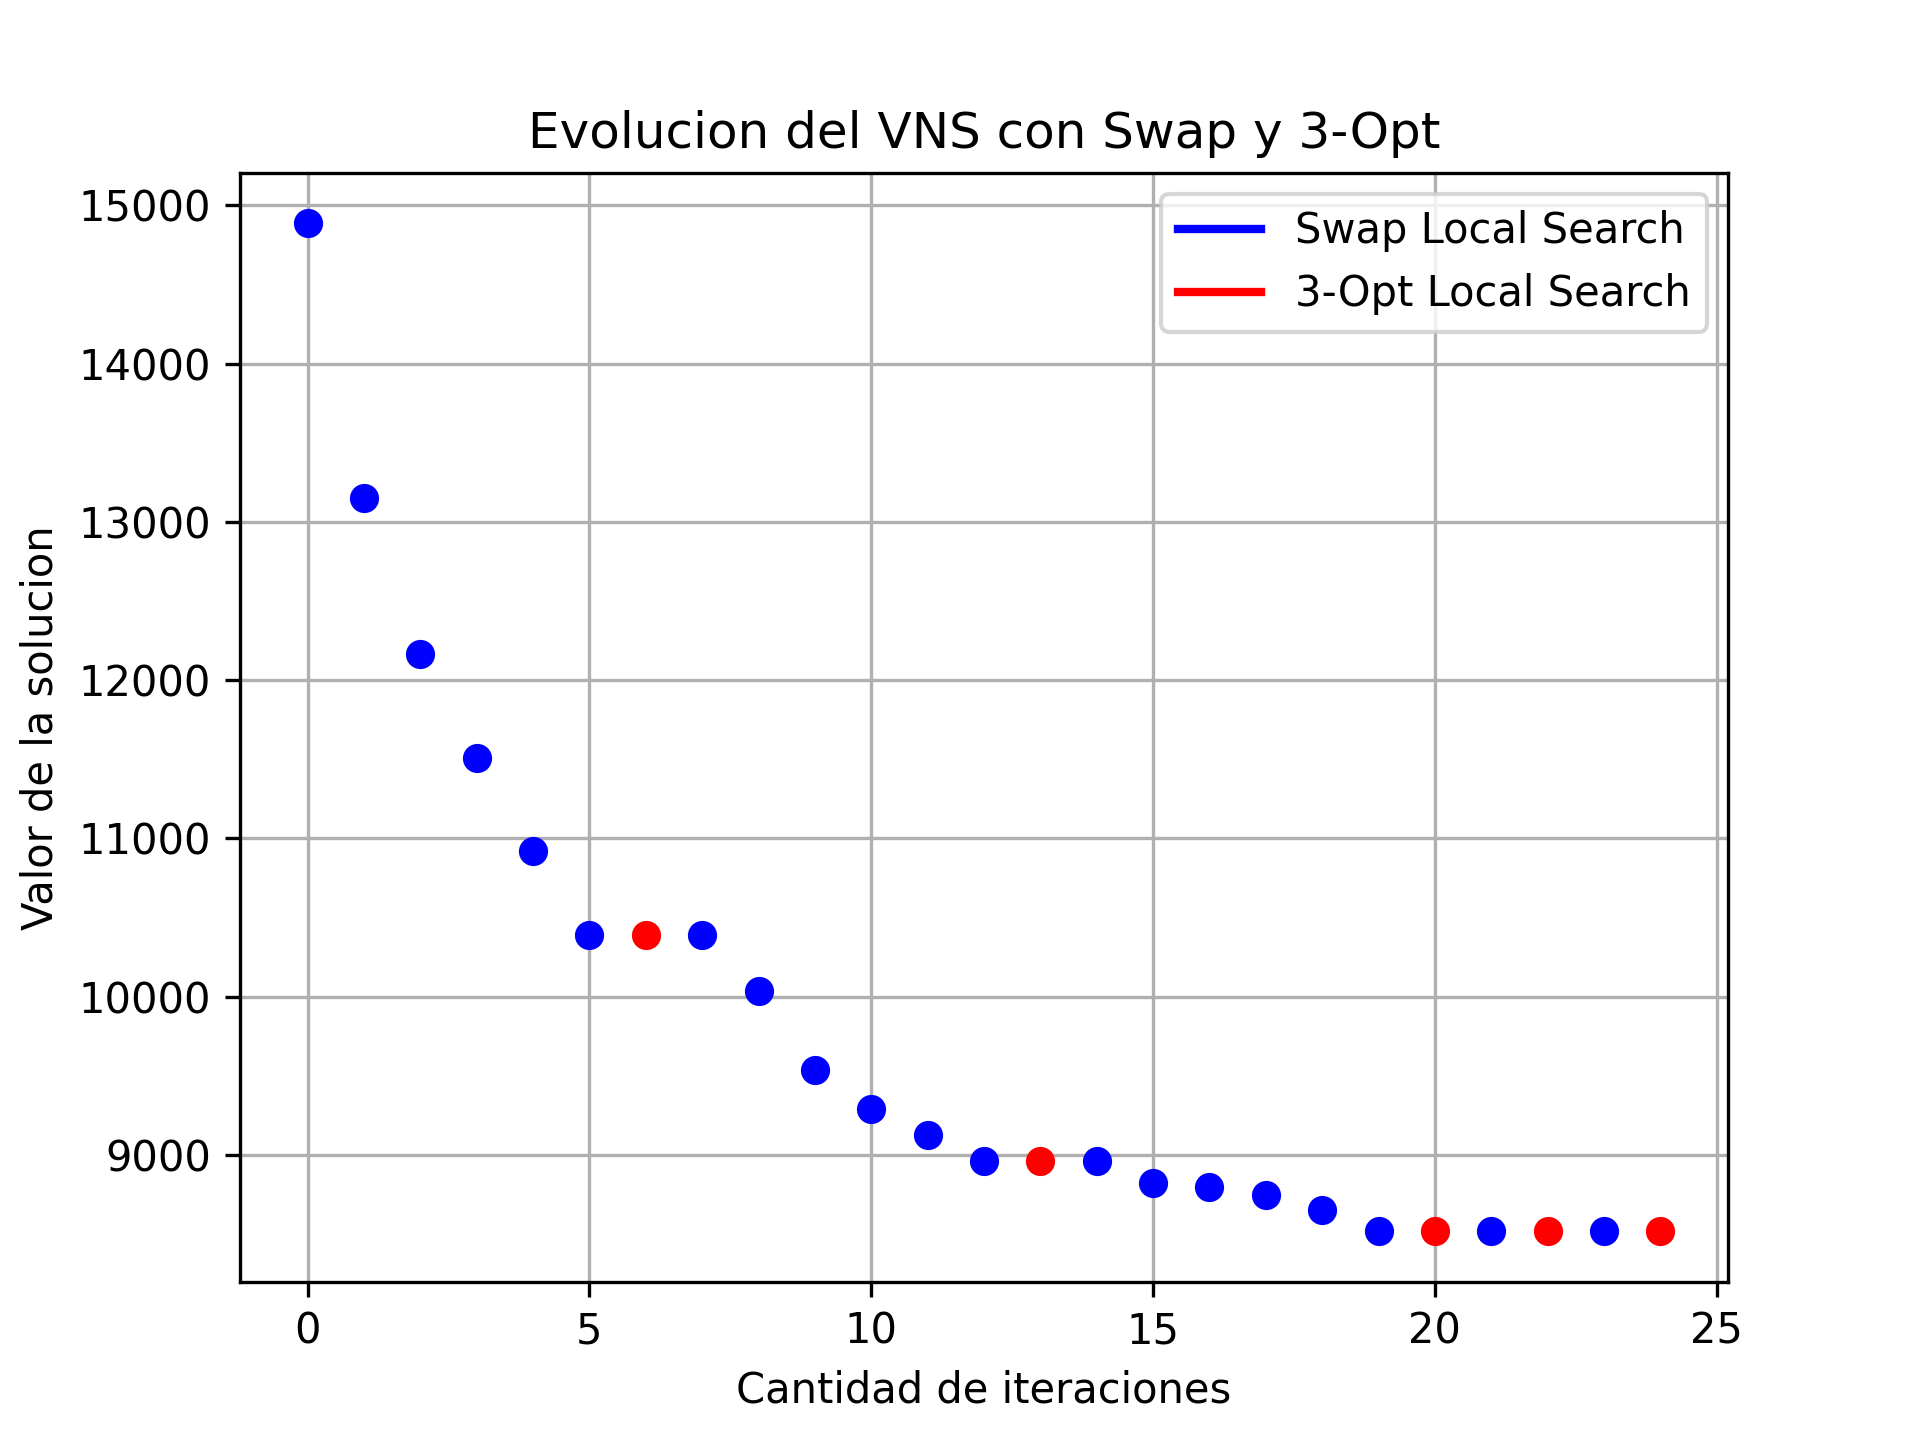 Evolucion del VNS con Swap y 3-Opt
Swap Local Search
3-Opt Local Search
15000
14000
13000
12000
11000
10000
9000
Valor de la solucion
0 5 10 15 20 25
Cantidad de iteraciones